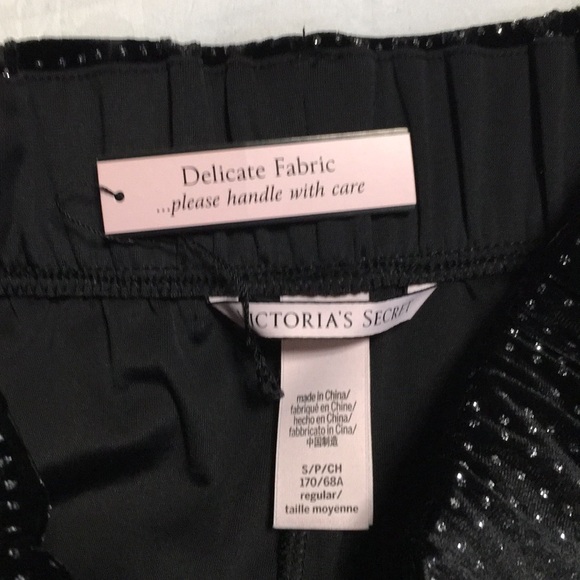 Delicate Fabric
...please handle with care
ICTORIA'S SECRET
made in China/
fabriqué en Chine/
hecho en China/
fabbricato in Cina/
中国制造
S/P/CH
170/68A
regular/
taille moyenne